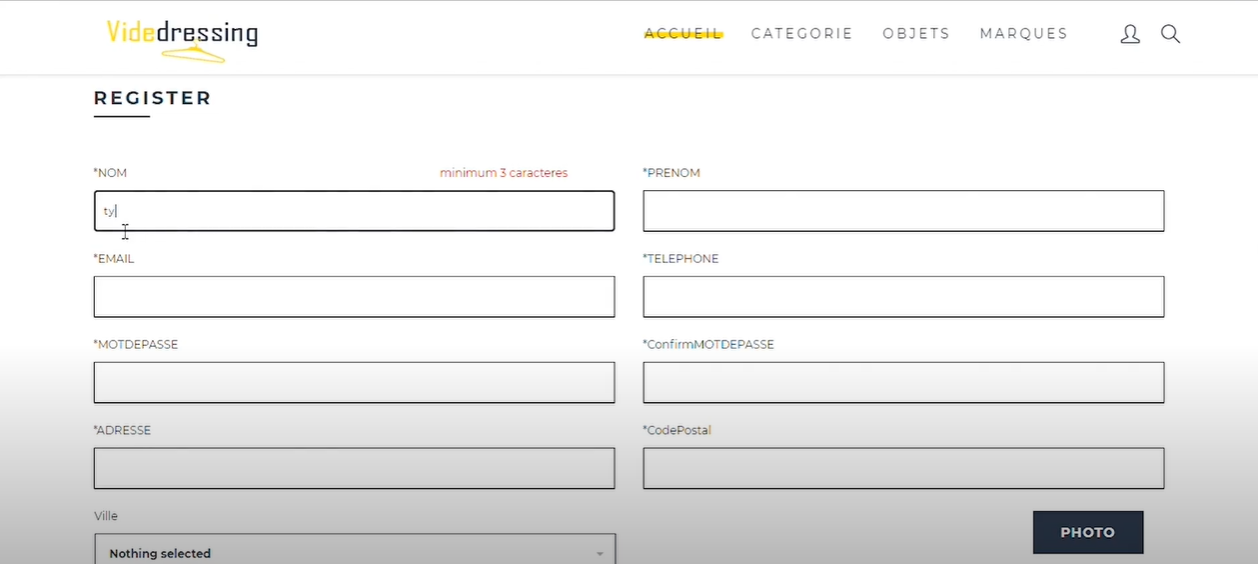 Videdressing
ACCUEIL CATEGORIE OBJETS MARQUES
REGISTER
*NOM minimum 3 caracteres *PRENOM
ty
*EMAIL *TELEPHONE
*MOTDEPASSE *ConfirmMOTDEPASSE
*ADRESSE *CodePostal
Ville
PHOTO
Nothing selected